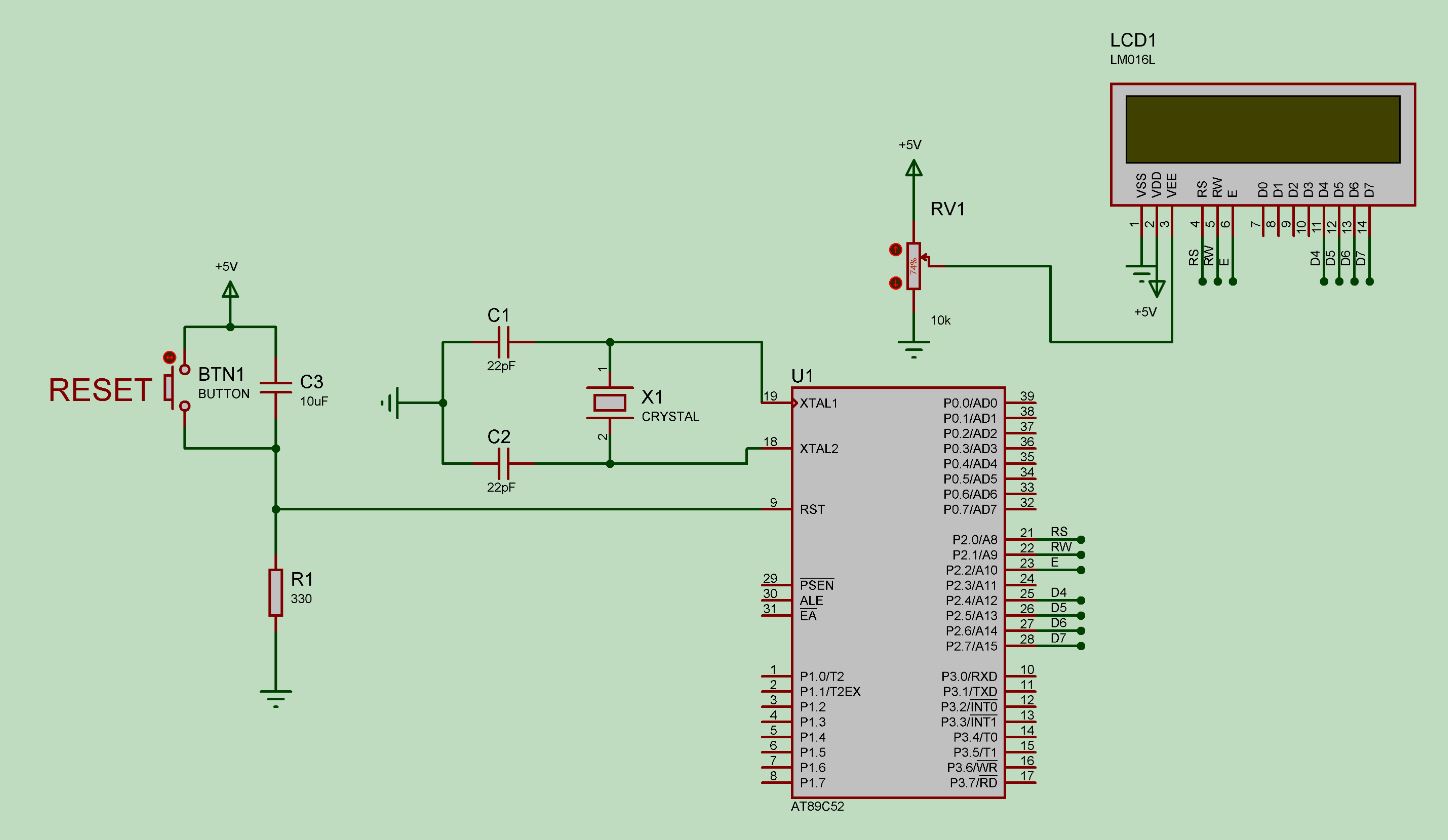 LCD1
LM016L
VSS
VDD
VEE
RS
RW
E
D0
D1
D2
D3
D4
D5
D6
D7
1
2
3
4
5
6
7
8
9
10
11
12
13
14
RS
RW
E
D4
D5
D6
D7
+5V
+5V
RV1
74%
10k
+5V
RESET
BTN1
BUTTON
C3
10uF
R1
330
C1
22pF
C2
22pF
1
2
X1
CRYSTAL
U1
19 XTAL1
18 XTAL2
9 RST
29 PSEN
30 ALE
31 EA
1 P1.0/T2
2 P1.1/T2EX
3 P1.2
4 P1.3
5 P1.4
6 P1.5
7 P1.6
8 P1.7
P0.0/AD0 39
P0.1/AD1 38
P0.2/AD2 37
P0.3/AD3 36
P0.4/AD4 35
P0.5/AD5 34
P0.6/AD6 33
P0.7/AD7 32
P2.0/A8 21 RS
P2.1/A9 22 RW
P2.2/A10 23 E
P2.3/A11 24
P2.4/A12 25 D4
P2.5/A13 26 D5
P2.6/A14 27 D6
P2.7/A15 28 D7
P3.0/RXD 10
P3.1/TXD 11
P3.2/INT0 12
P3.3/INT1 13
P3.4/T0 14
P3.5/T1 15
P3.6/WR 16
P3.7/RD 17
AT89C52